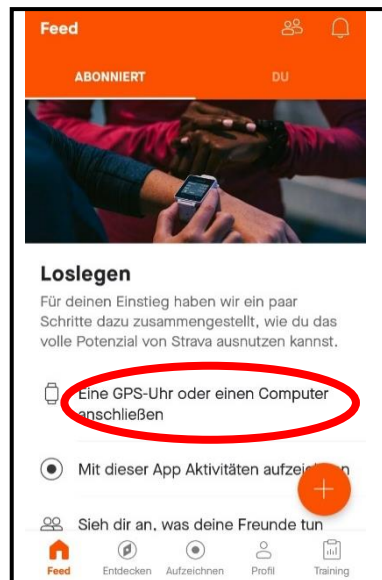 Feed
ABONNIERT
DU
Loslegen
Für deinen Einstieg haben wir ein paar
Schritte dazu zusammengestellt, wie du das
volle Potenzial von Strava ausnutzen kannst.
Eine GPS-Uhr oder einen Computer
anschließen
Mit dieser App Aktivitäten aufzeichnen
Sieh dir an, was deine Freunde tun
Feed
Entdecken
Aufzeichnen
Profil
Training